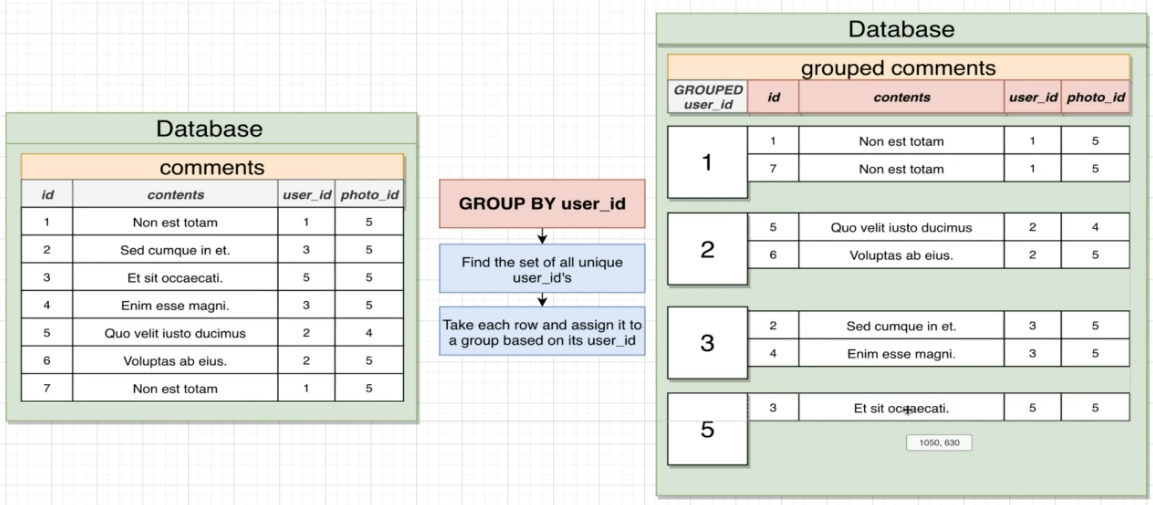 Database
comments
id contents user_id photo_id
1 Non est totam 1 5
2 Sed cumque in et. 3 5
3 Et sit occaecati. 5 5
4 Enim esse magni. 3 5
5 Quo velit iusto ducimus 2 4
6 Voluptas ab eius. 2 5
7 Non est totam 1 5
GROUP BY user_id
Find the set of all unique
user_id's
Take each row and assign it to
a group based on its user_id
Database
grouped comments
GROUPED
user_id
id contents user_id photo_id
1
1 Non est totam 1 5
7 Non est totam 1 5
2
5 Quo velit iusto ducimus 2 4
6 Voluptas ab eius. 2 5
3
2 Sed cumque in et. 3 5
4 Enim esse magni. 3 5
5
3 Et sit occaecati. 5 5
1050, 630